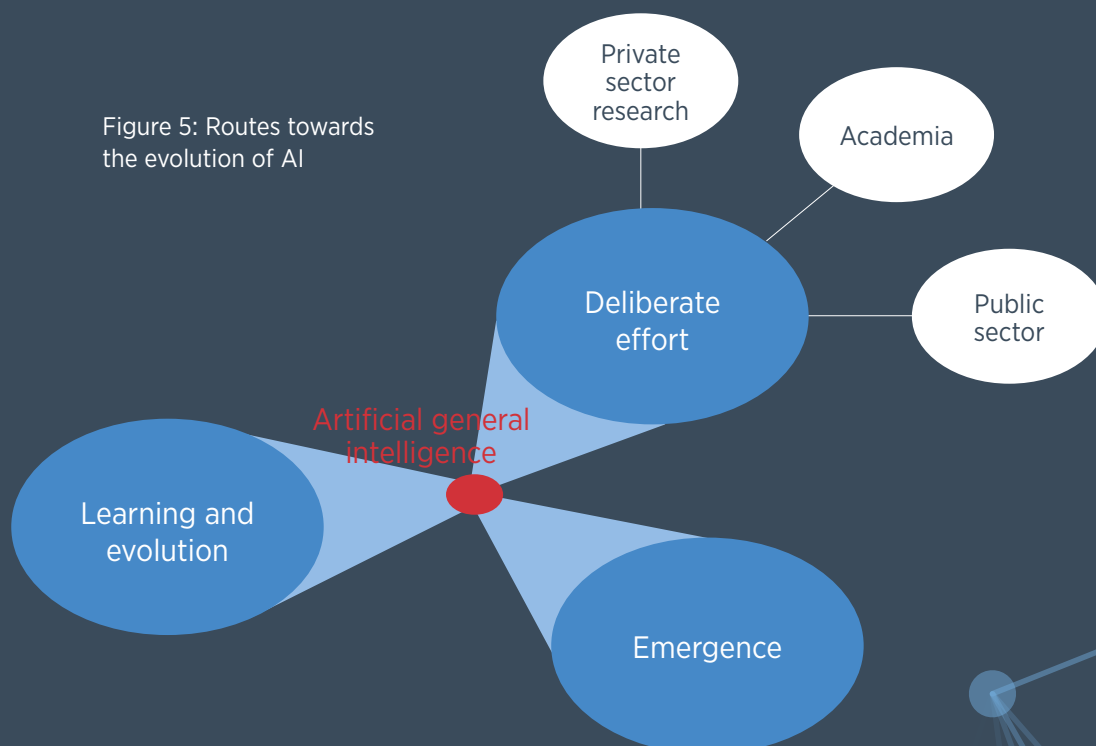 Figure 5: Routes towards
the evolution of AI
Private
sector
research
Academia
Public
sector
Deliberate
effort
Artificial general
intelligence
Learning and
evolution
Emergence